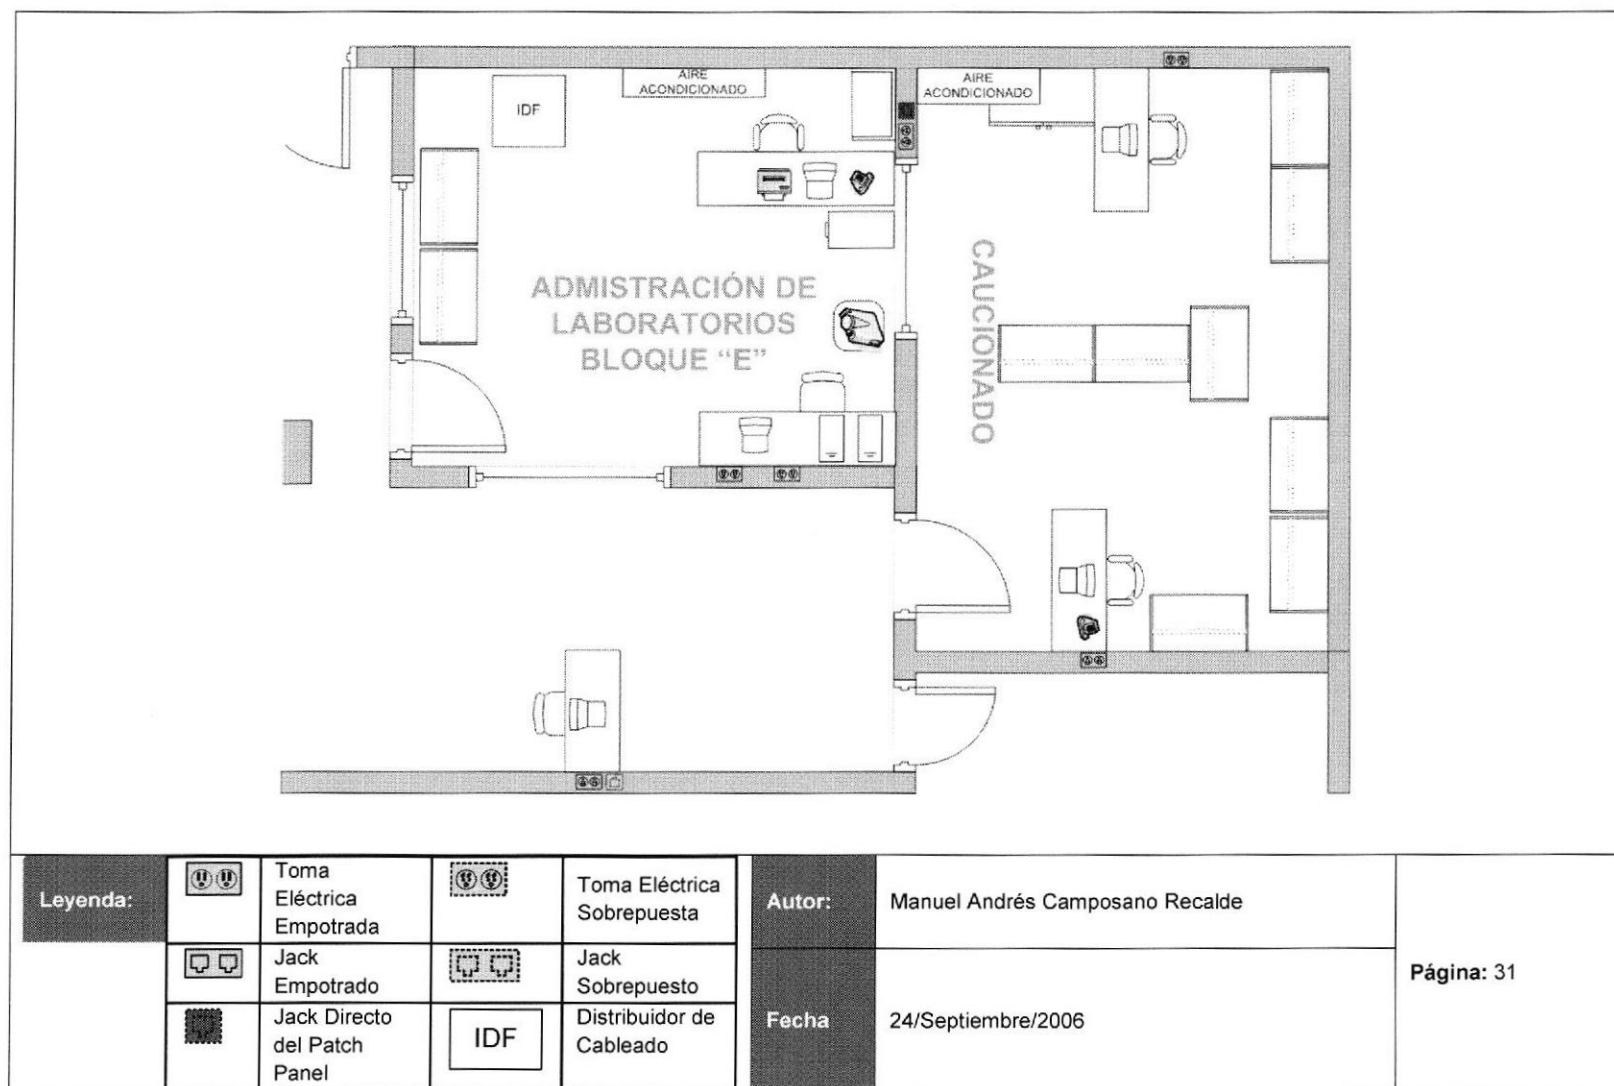 IDF
AIRE
ACONDICIONADO
AIRE
ACONDICIONADO
ADMISTRACIÓN DE
LABORATORIOS
BLOQUE “E”
CAUCIONADO
Leyenda:
Toma
Eléctrica
Empotrada
Toma Eléctrica
Sobrepuesta
Jack
Empotrado
Jack
Sobrepuesto
Jack Directo
del Patch
Panel
IDF
Distribuidor de
Cableado
Autor:
Manuel Andrés Camposano Recalde
Fecha
24/Septiembre/2006
Página: 31